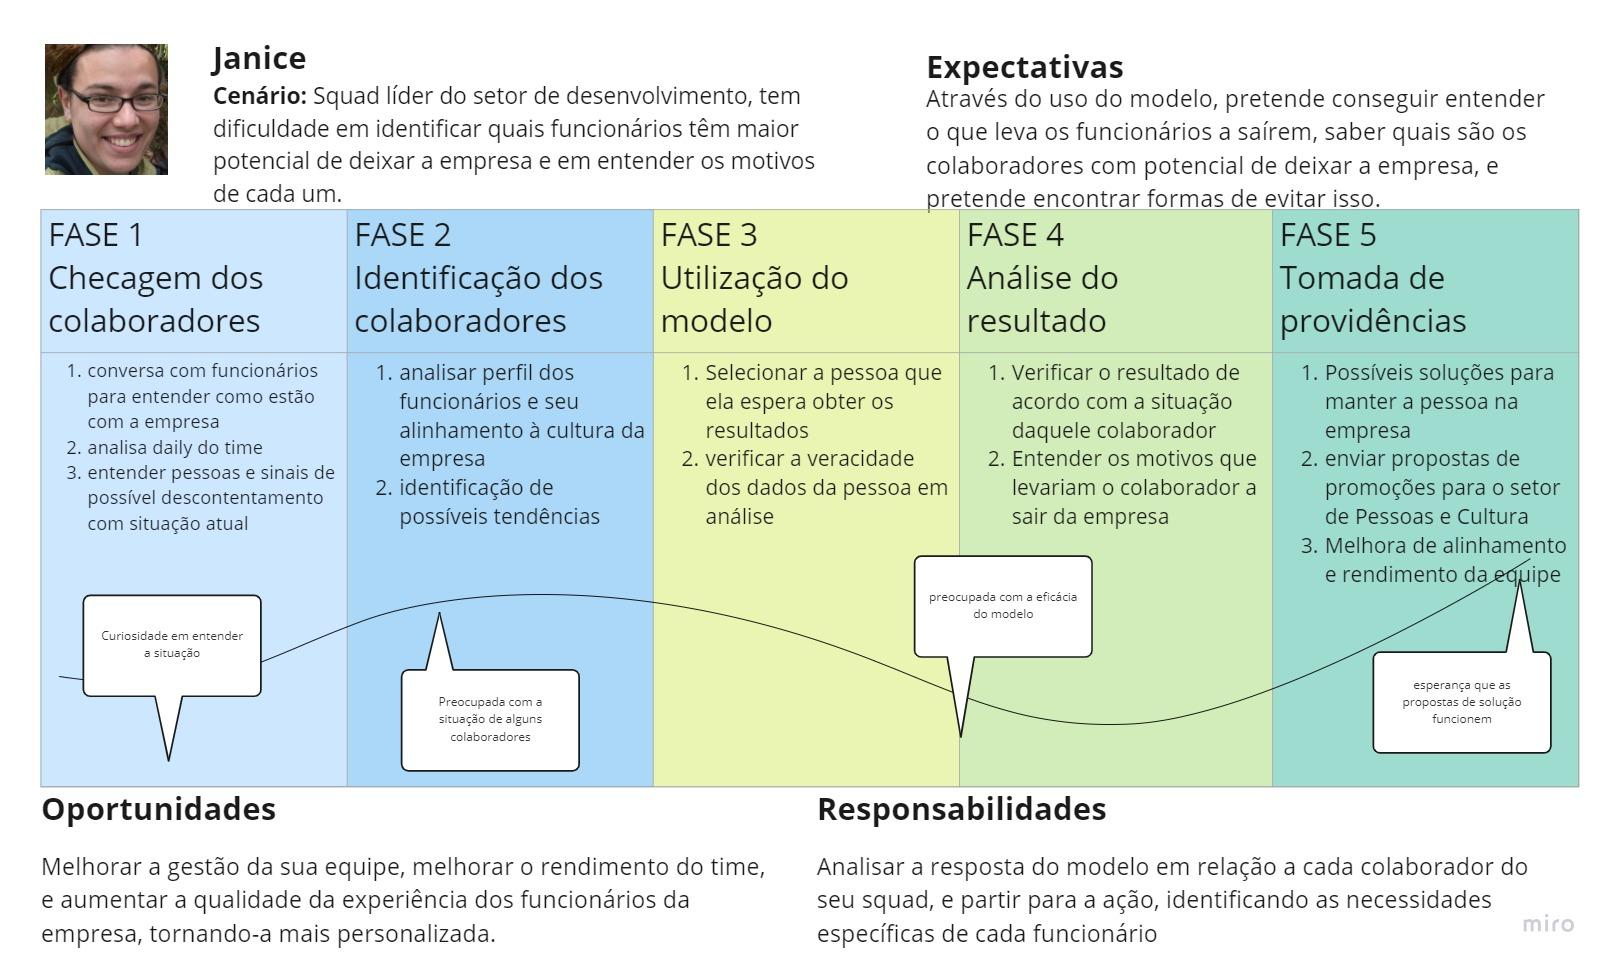 Janice
Cenário: Squad líder do setor de desenvolvimento, tem
dificuldade em identificar quais funcionários têm maior
potencial de deixar a empresa e em entender os motivos
de cada um.
Expectativas
Através do uso do modelo, pretende conseguir entender
o que leva os funcionários a saírem, saber quais são os
colaboradores com potencial de deixar a empresa, e
pretende encontrar formas de evitar isso.
FASE 1
Checagem dos
colaboradores
FASE 2
Identificação dos
colaboradores
FASE 3
Utilização do
modelo
FASE 4
Análise do
resultado
FASE 5
Tomada de
providências
1. conversa com funcionários
para entender como estão
com a empresa
2. analisa daily do time
3. entender pessoas e sinais de
possível descontentamento
com situação atual
1. analisar perfil dos
funcionários e seu
alinhamento à cultura da
empresa
2. identificação de
possíveis tendências
1. Selecionar a pessoa que
ela espera obter os
resultados
2. verificar a veracidade
dos dados da pessoa em
análise
1. Verificar o resultado de
acordo com a situação
daquele colaborador
2. Entender os motivos que
levariam o colaborador a
sair da empresa
1. Possíveis soluções para
manter a pessoa na
empresa
2. enviar propostas de
promoções para o setor
de Pessoas e Cultura
3. Melhora de alinhamento
e rendimento da equipe
Curiosidade em entender
a situação
Preocupada com a
situação de alguns
colaboradores
preocupada com a eficácia
do modelo
esperança que as
propostas de solução
funcionem
Oportunidades
Melhorar a gestão da sua equipe, melhorar o rendimento do time,
e aumentar a qualidade da experiência dos funcionários da
empresa, tornando-a mais personalizada.
Responsabilidades
Analisar a resposta do modelo em relação a cada colaborador do
seu squad, e partir para a ação, identificando as necessidades
específicas de cada funcionário
miro